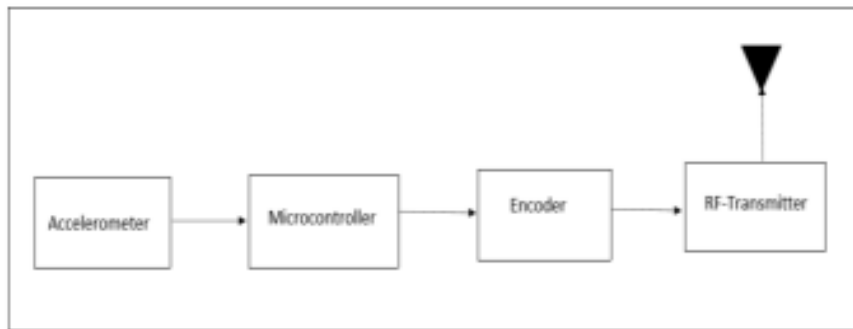 Accelerometer
Microcontroller
Encoder
RF-Transmitter